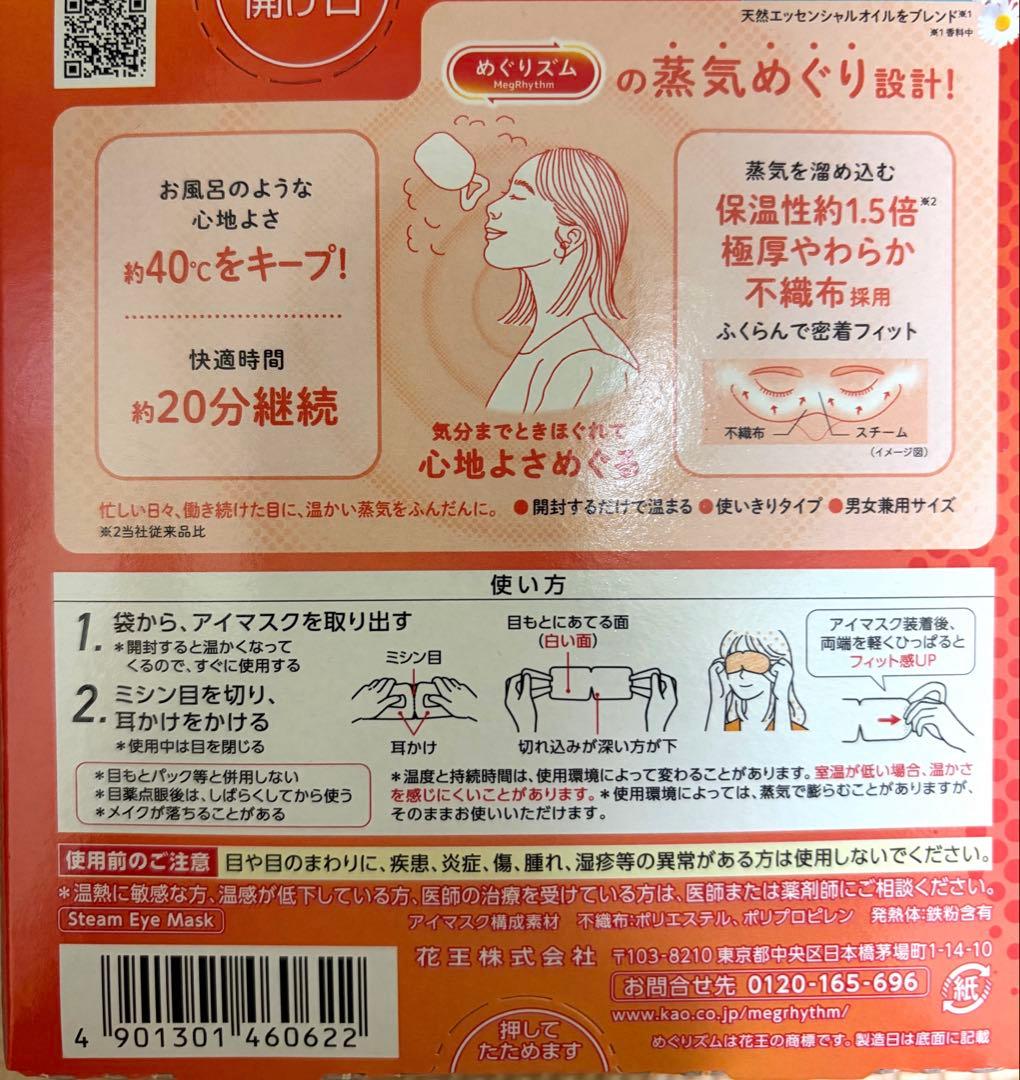 開け口
天然エッセンシャルオイルをブレンド※1
※1香料中
めぐりズム
MegRhythm
の蒸気めぐり設計!
お風呂のような
心地よさ
約40℃をキープ!
快適時間
約20分継続
気分までときほぐれて
心地よさめぐる
蒸気を溜め込む
保温性約1.5倍※2
極厚やわらか
不織布採用
ふくらんで密着フィット
不織布
スチーム
(イメージ図)
忙しい日々、働き続けた目に、温かい蒸気をふんだんに。 ●開封するだけで温まる ●使いきりタイプ ●男女兼用サイズ
※2当社従来品比
使い方
1. 袋から、アイマスクを取り出す
＊開封すると温かくなって
くるので、すぐに使用する
2. ミシン目を切り、
耳かけをかける
＊使用中は目を閉じる
ミシン目
耳かけ
目もとにあてる面
(白い面)
切れ込みが深い方が下
アイマスク装着後、
両端を軽くひっぱると
フィット感UP
＊目もとパック等と併用しない
＊目薬点眼後は、しばらくしてから使う
＊メイクが落ちることがある
＊温度と持続時間は、使用環境によって変わることがあります。室温が低い場合、温かさ
を感じにくいことがあります。＊使用環境によっては、蒸気で膨らむことがありますが、
そのままお使いいただけます。
使用前のご注意 目や目のまわりに、疾患、炎症、傷、腫れ、湿疹等の異常がある方は使用しないでください。
＊温熱に敏感な方、温感が低下している方、医師の治療を受けている方は、医師または薬剤師にご相談ください。
Steam Eye Mask アイマスク構成素材 不織布:ポリエステル、ポリプロピレン 発熱体:鉄粉含有
花王株式会社 〒103-8210 東京都中央区日本橋茅場町1-14-10
お問合せ先 0120-165-696
www.kao.co.jp/megrhythm/
紙
めぐりズムは花王の商標です。製造日は底面に記載
4 901301 460622
押して
たためます